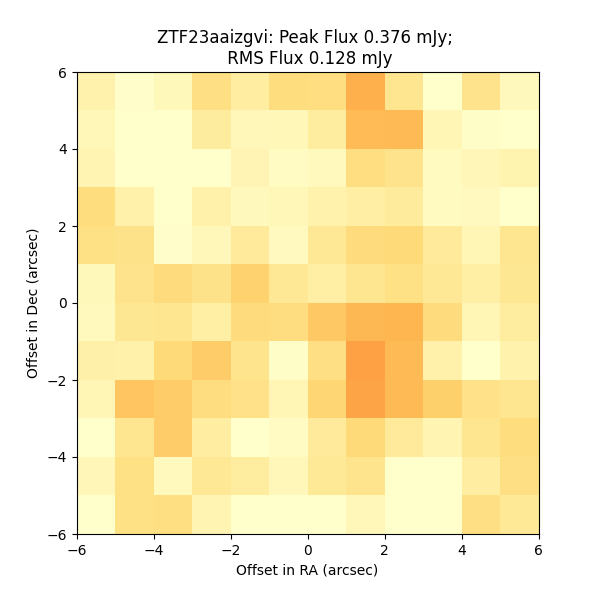 ZTF23aaizgvi: Peak Flux 0.376 mJy;
RMS Flux 0.128 mJy
6
4
2
0
−2
−4
−6
Offset in Dec (arcsec)
−6 −4 −2 0 2 4 6
Offset in RA (arcsec)